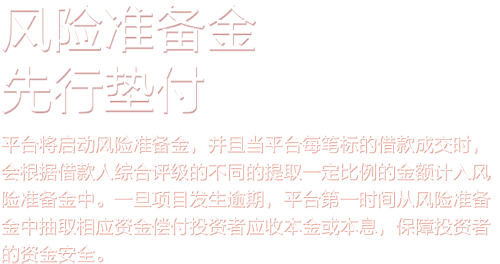 风险准备金
先行垫付
平台将启动风险准备金，并且当平台每笔标的借款成交时，
会根据借款人综合评级的不同的提取一定比例的金额计入风
险准备金中。一旦项目发生逾期，平台第一时间从风险准备
金中抽取相应资金偿付投资者应收本金或本息，保障投资者
的资金安全。